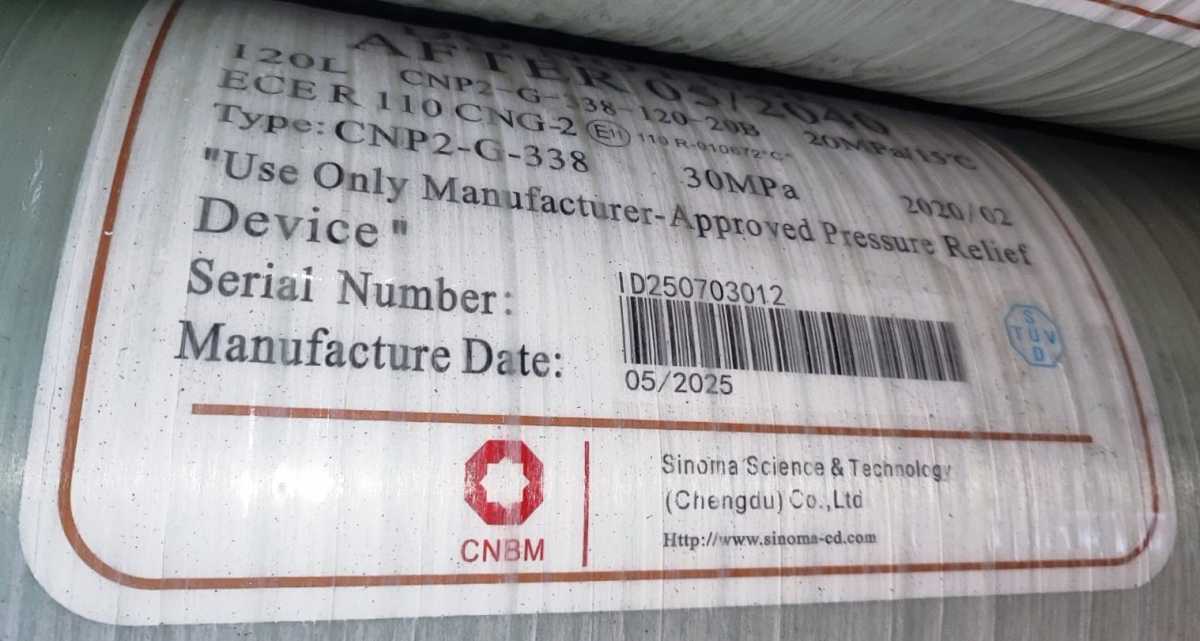 AFTER 05/2040
120L CNP2-G-338-120-20B 20MPa/15°C
ECE R 110 CNG-2 E11 110 R-010672"C"
Type: CNP2-G-338 30MPa 2020/02
"Use Only Manufacturer-Approved Pressure Relief
Device"
Serial Number: ID250703012
Manufacture Date: 05/2025
S
TUV
D
CNBM
Sinoma Science & Technology
(Chengdu) Co.,Ltd
Http://www.sinoma-cd.com